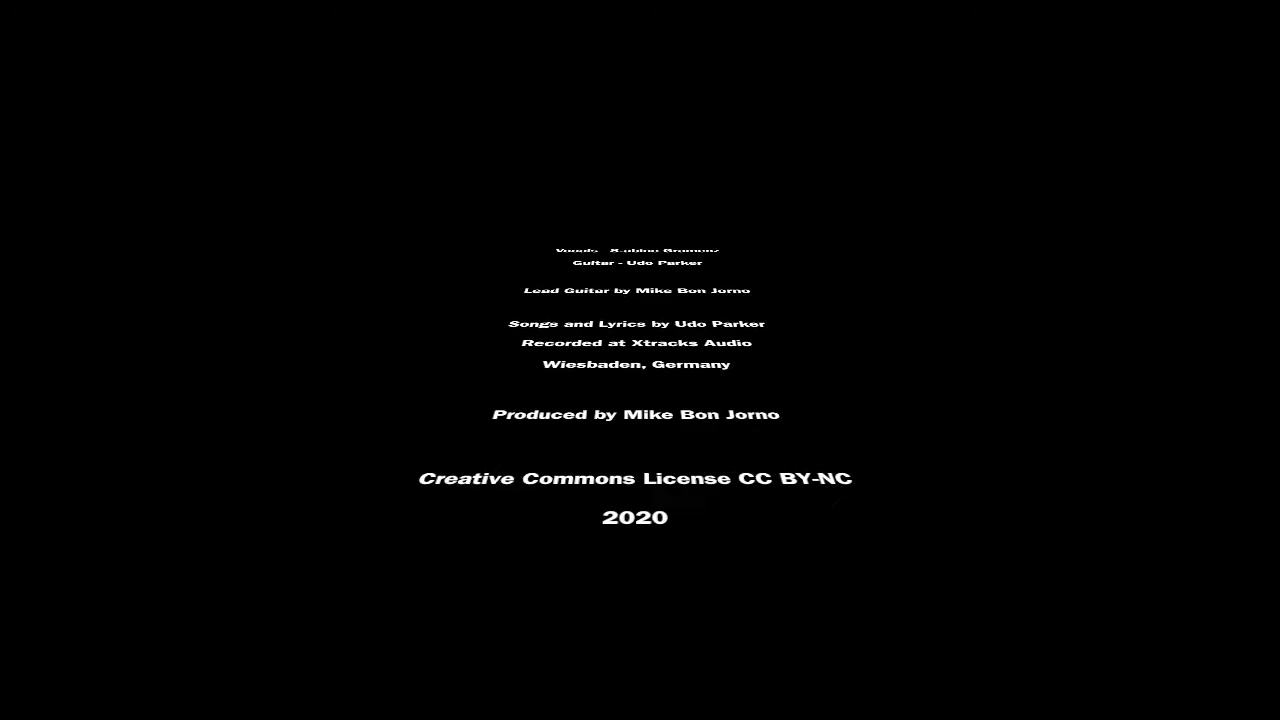 Guitar - Udo Parker
Lead Guitar by Mike Bon Jorno
Songs and Lyrics by Udo Parker
Recorded at Xtracks Audio
Wiesbaden, Germany
Produced by Mike Bon Jorno
Creative Commons License CC BY-NC
2020